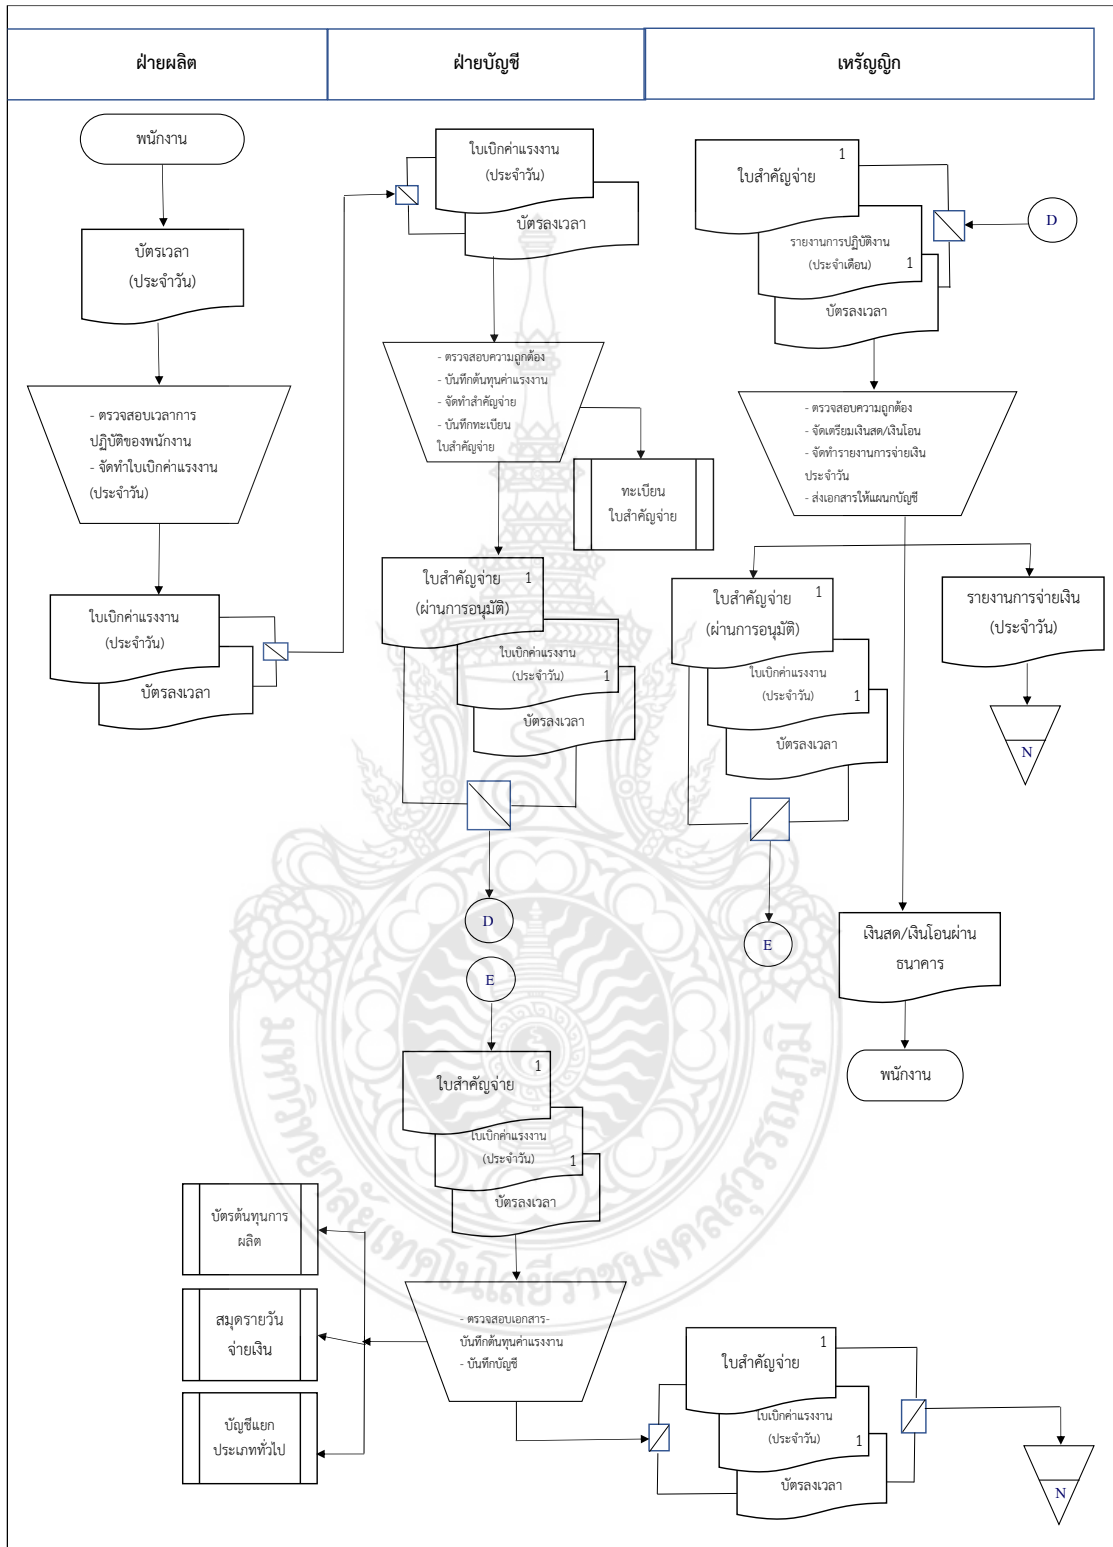 ฝ่ายผลิต
ฝ่ายบัญชี
เหรัญญิก
พนักงาน
บัตรเวลา
(ประจำวัน)
- ตรวจสอบเวลาการ
ปฏิบัติของพนักงาน
- จัดทำใบเบิกค่าแรงงาน
(ประจำวัน)
ใบเบิกค่าแรงงาน
(ประจำวัน)
บัตรลงเวลา
ใบเบิกค่าแรงงาน
(ประจำวัน)
บัตรลงเวลา
- ตรวจสอบความถูกต้อง
- บันทึกต้นทุนค่าแรงงาน
- จัดทำสำคัญจ่าย
- บันทึกทะเบียน
ใบสำคัญจ่าย
ทะเบียน
ใบสำคัญจ่าย
ใบสำคัญจ่าย 1
(ผ่านการอนุมัติ)
ใบเบิกค่าแรงงาน
(ประจำวัน) 1
บัตรลงเวลา
D
E
ใบสำคัญจ่าย 1
ใบเบิกค่าแรงงาน
(ประจำวัน) 1
บัตรลงเวลา
- ตรวจสอบเอกสาร-
บันทึกต้นทุนค่าแรงงาน
- บันทึกบัญชี
บัตรต้นทุนการ
ผลิต
สมุดรายวัน
จ่ายเงิน
บัญชีแยก
ประเภททั่วไป
1
ใบสำคัญจ่าย
ใบเบิกค่าแรงงาน
(ประจำวัน) 1
บัตรลงเวลา
N
1
ใบสำคัญจ่าย
รายงานการปฏิบัติงาน
(ประจำเดือน) 1
บัตรลงเวลา
D
- ตรวจสอบความถูกต้อง
- จัดเตรียมเงินสด/เงินโอน
- จัดทำรายงานการจ่ายเงิน
ประจำวัน
- ส่งเอกสารให้แผนกบัญชี
ใบสำคัญจ่าย 1
(ผ่านการอนุมัติ)
ใบเบิกค่าแรงงาน
(ประจำวัน) 1
บัตรลงเวลา
E
รายงานการจ่ายเงิน
(ประจำวัน)
N
เงินสด/เงินโอนผ่าน
ธนาคาร
พนักงาน
มหาวิทยาลัยเทคโนโลยีราชมงคลสุวรรณภูมิ